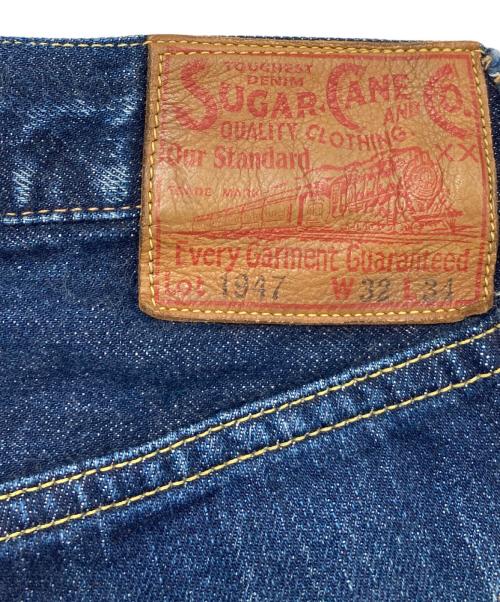 TOUGHEST
DENIM
SUGAR CANE AND CO.
QUALITY CLOTHING
Our Standard XX
TRADE MARK
Every Garment Guaranteed
Lot 1947 W 32 L 34